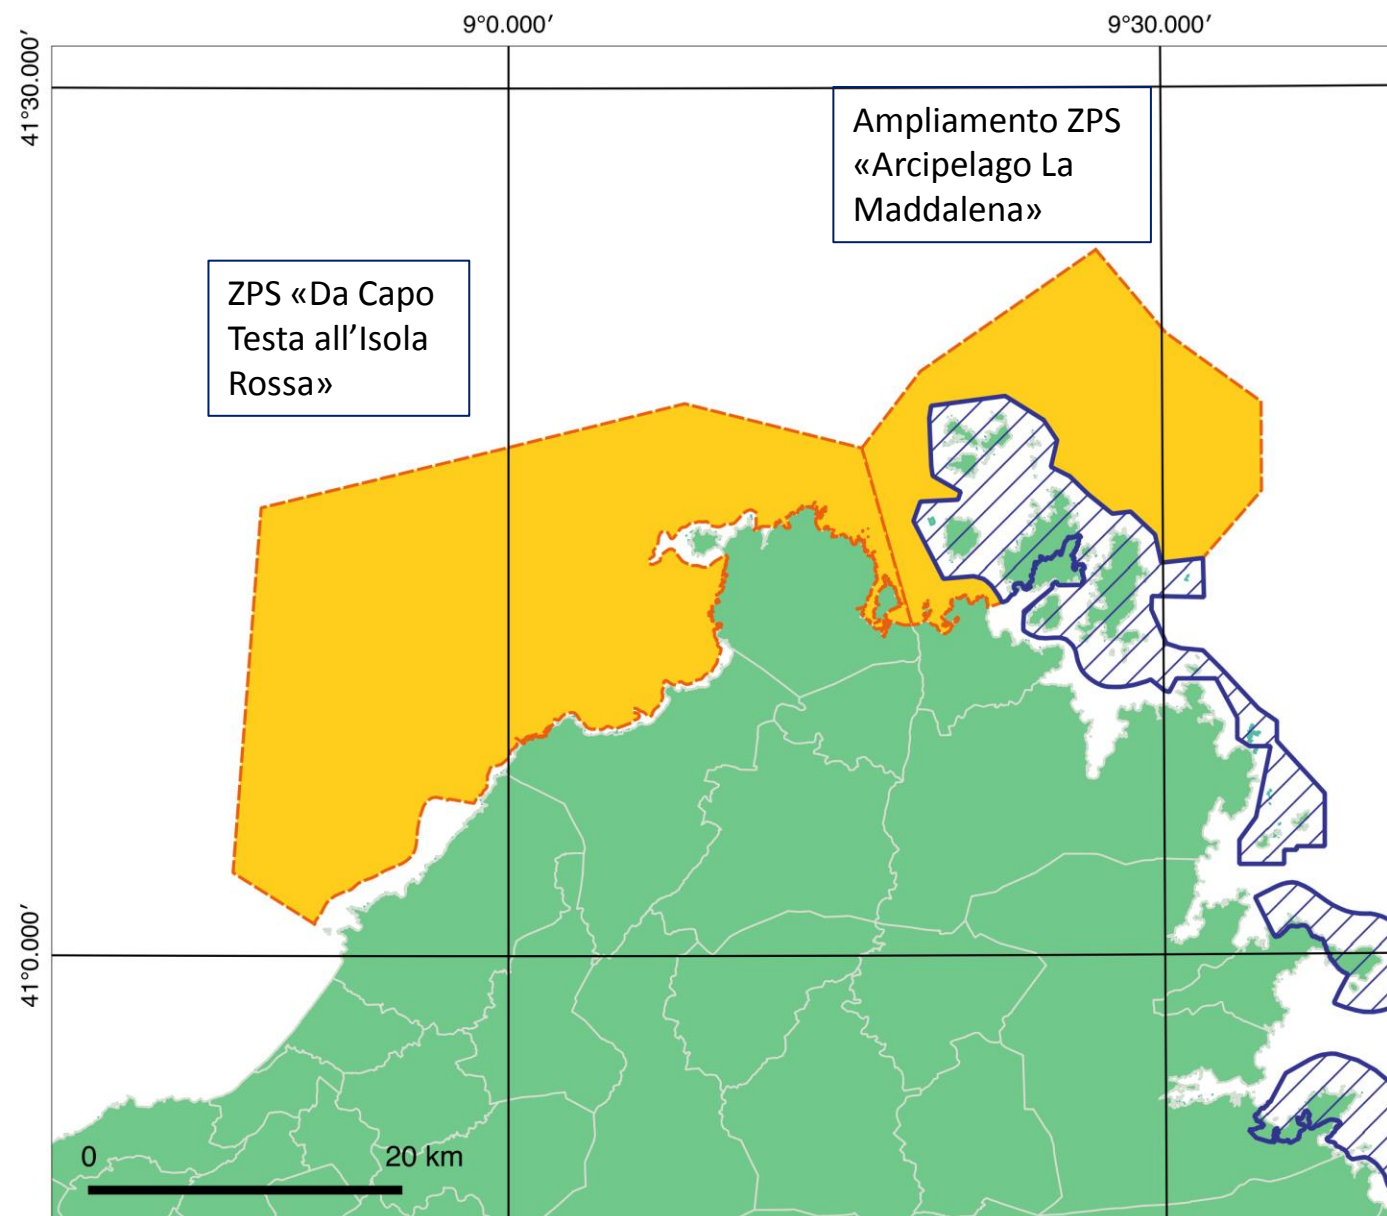 9°0.000′
9°30.000′
41°30.000′
Ampliamento ZPS
«Arcipelago La
Maddalena»
ZPS «Da Capo
Testa all’Isola
Rossa»
41°0.000′
0
20 km